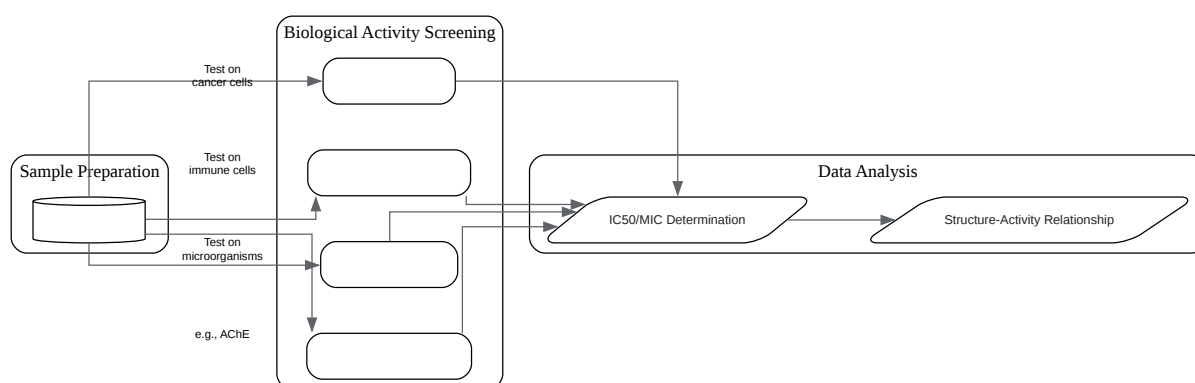 Biological Activity Screening
Test on
cancer cells
Test on
immune cells
Sample Preparation
Data Analysis
IC50/MIC Determination
Structure-Activity Relationship
Test on
microorganisms
e.g., AChE